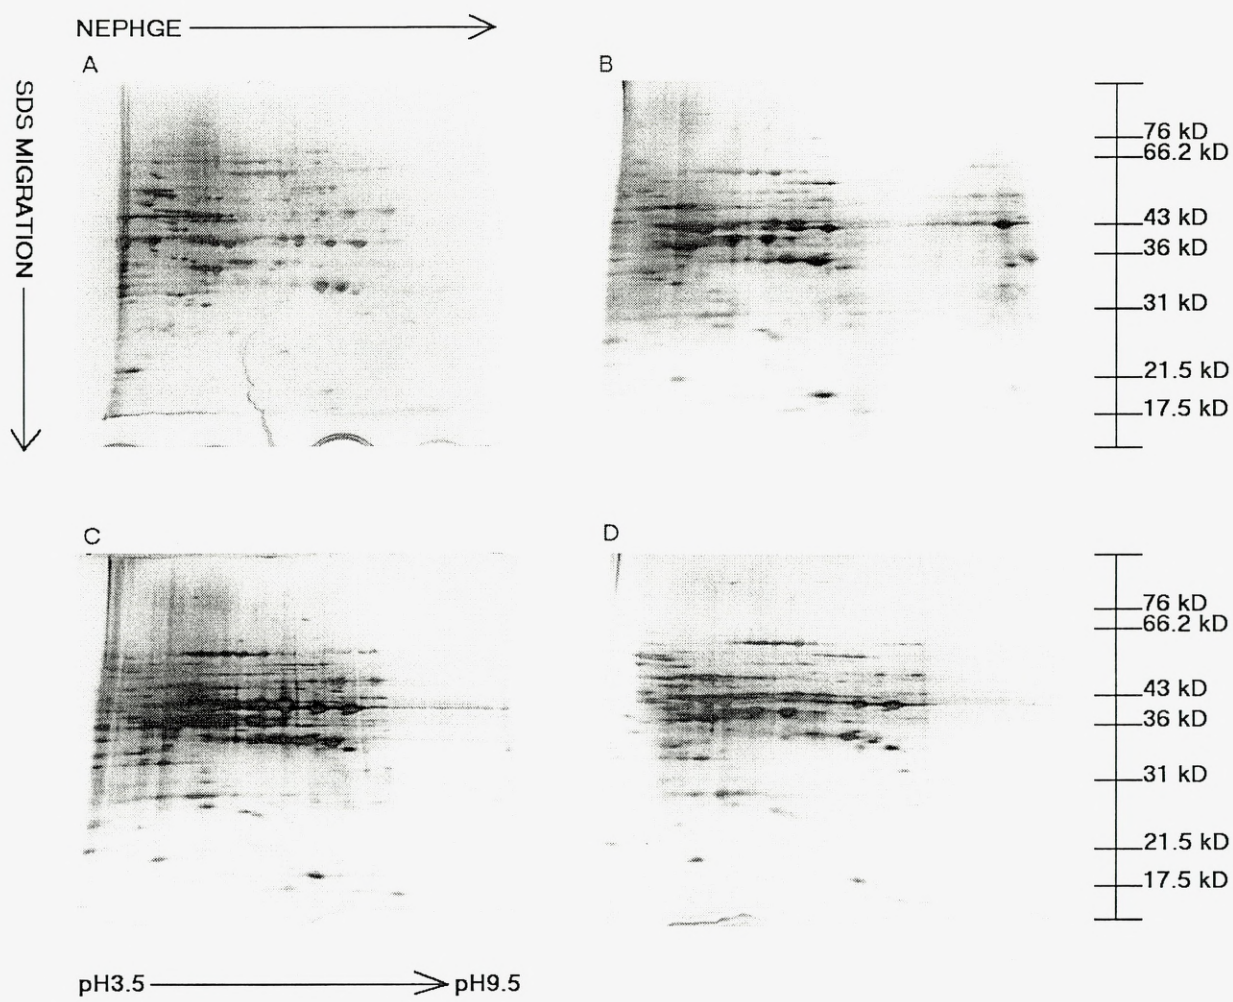 NEPHGE
A
B
SDS MIGRATION
76 kD
66.2 kD
43 kD
36 kD
31 kD
21.5 kD
17.5 kD
C
D
76 kD
66.2 kD
43 kD
36 kD
31 kD
21.5 kD
17.5 kD
pH3.5
pH9.5